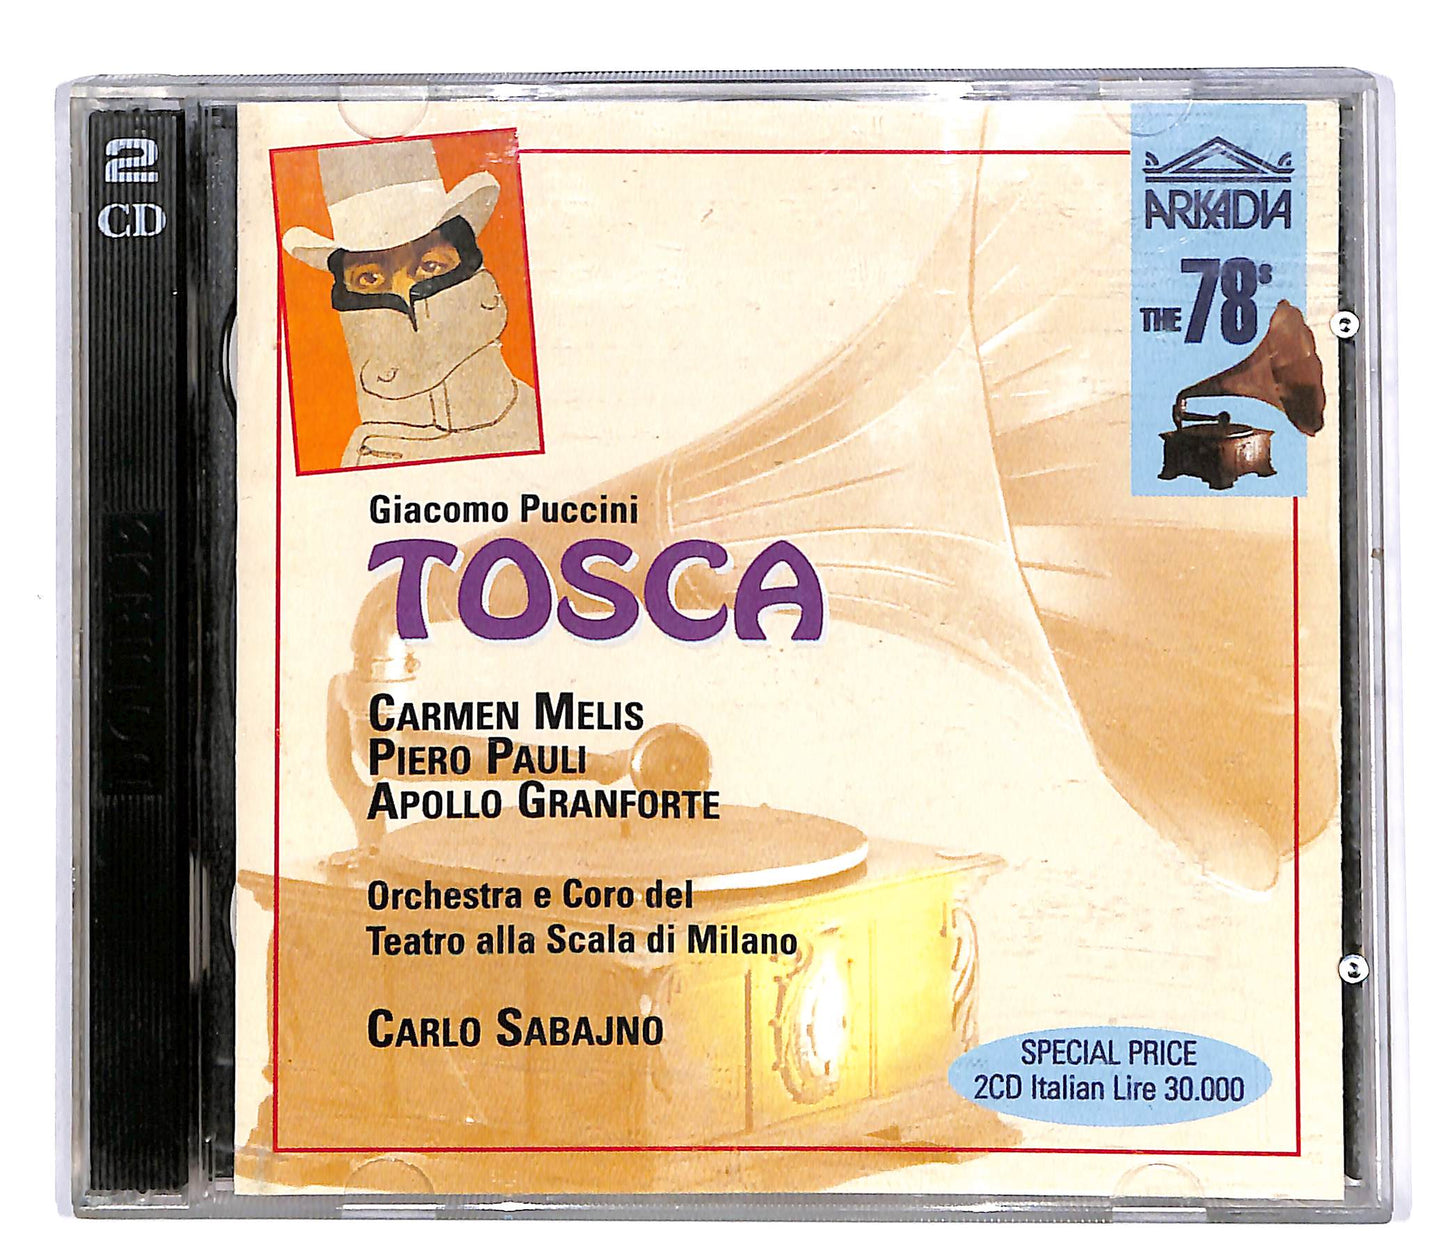 2
CD
ARKADIA
THE 78s
Giacomo Puccini
TOSCA
CARMEN MELIS
PIERO PAULI
APOLLO GRANFORTE
Orchestra e Coro del
Teatro alla Scala di Milano
CARLO SABAJNO
SPECIAL PRICE
2CD Italian Lire 30.000